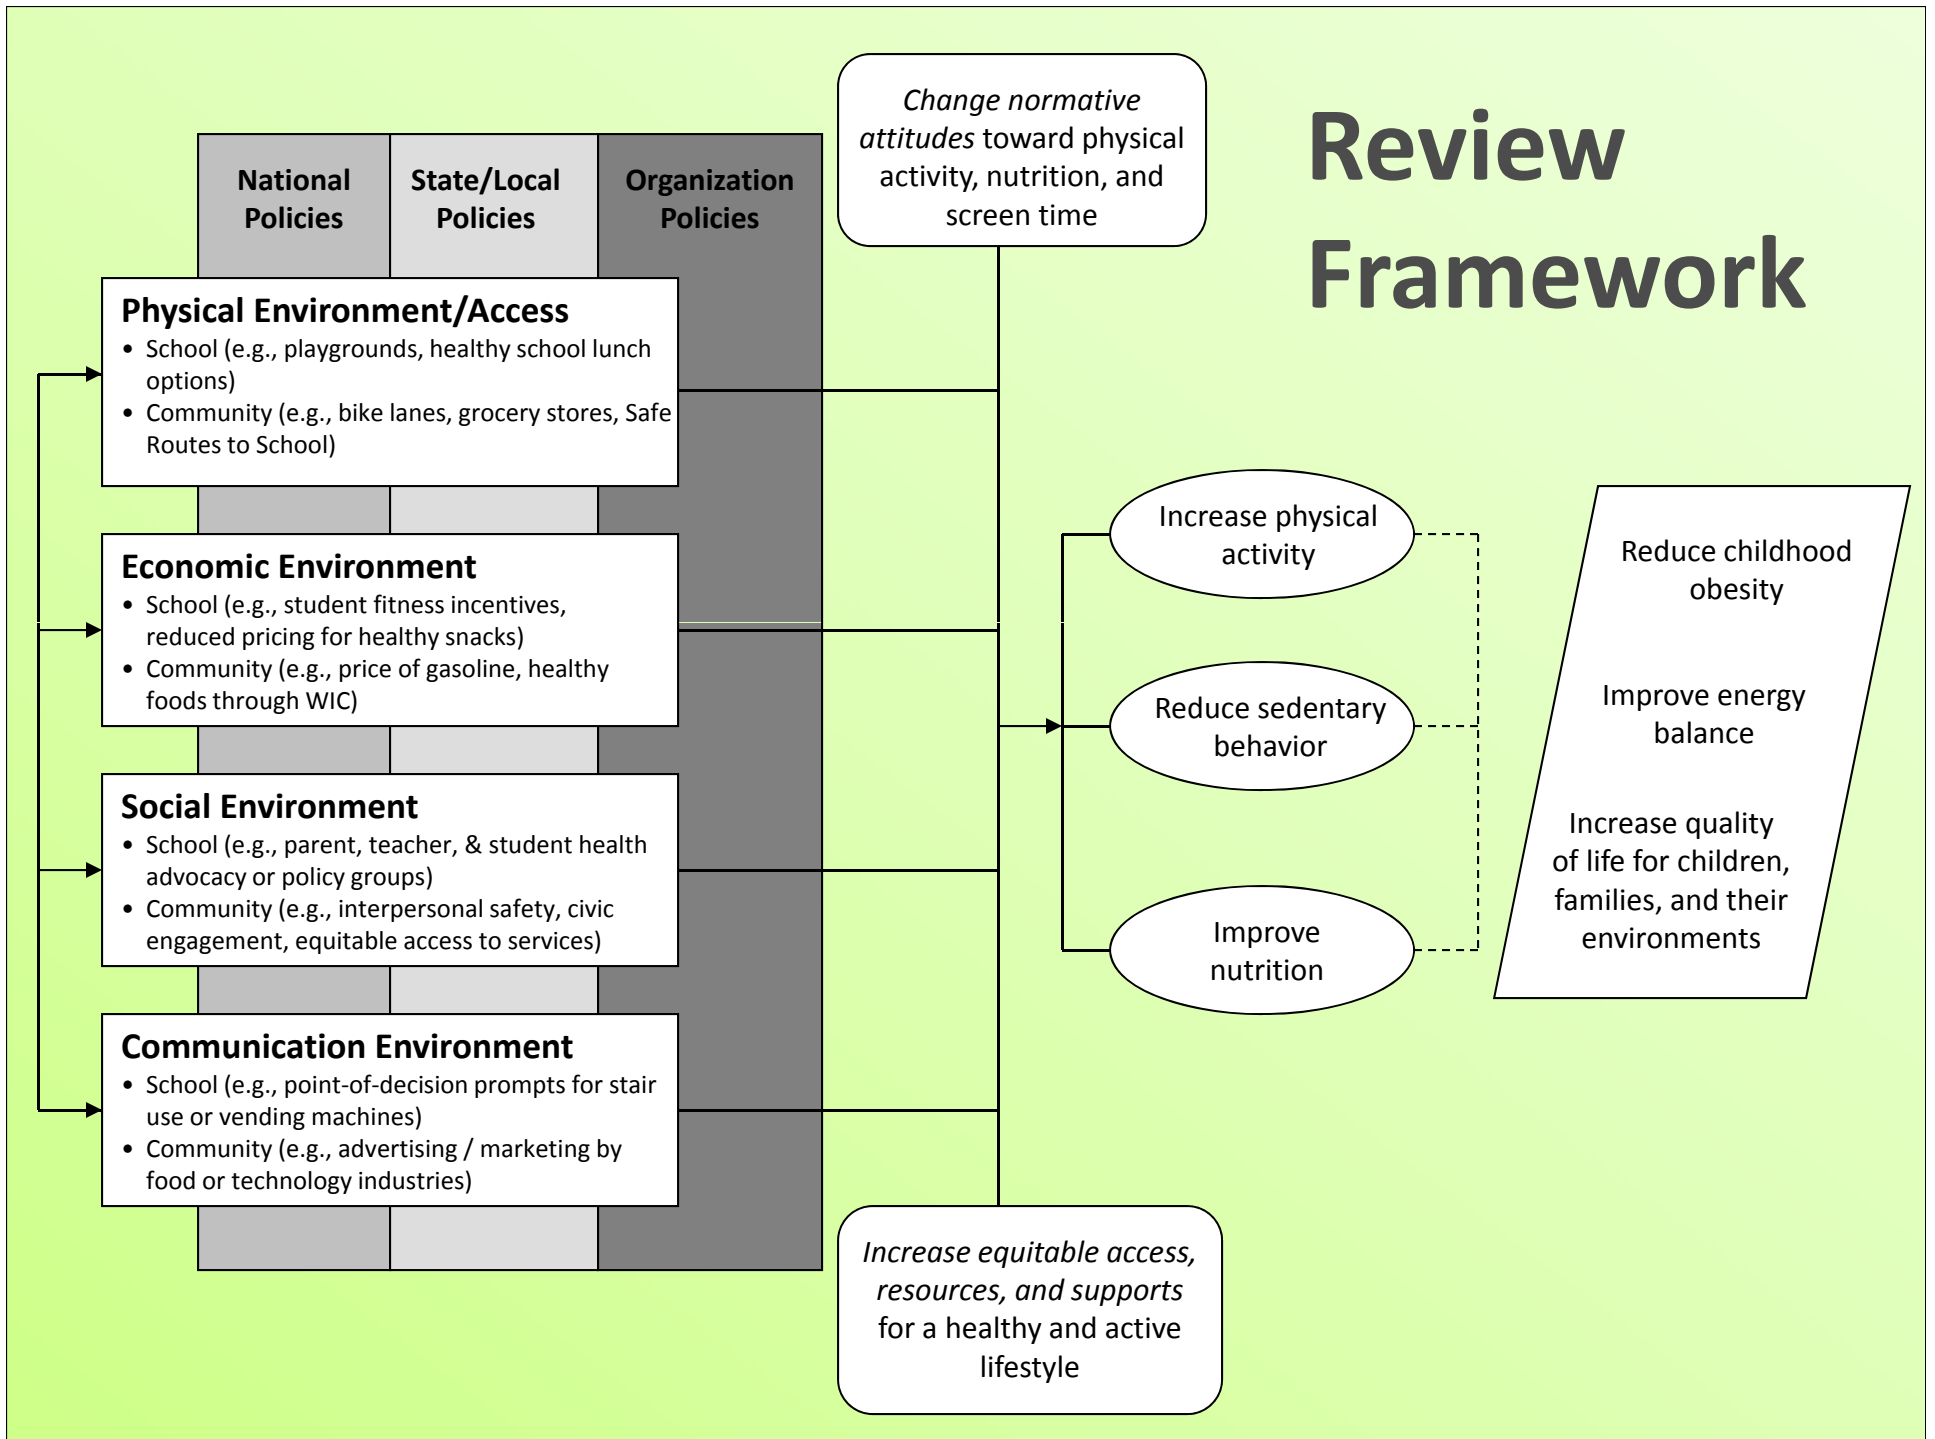 Review
Framework
National
Policies
State/Local
Policies
Organization
Policies
Physical Environment/Access
• School (e.g., playgrounds, healthy school lunch
options)
• Community (e.g., bike lanes, grocery stores, Safe
Routes to School)
Economic Environment
• School (e.g., student fitness incentives,
reduced pricing for healthy snacks)
• Community (e.g., price of gasoline, healthy
foods through WIC)
Social Environment
• School (e.g., parent, teacher, & student health
advocacy or policy groups)
• Community (e.g., interpersonal safety, civic
engagement, equitable access to services)
Communication Environment
• School (e.g., point-of-decision prompts for stair
use or vending machines)
• Community (e.g., advertising / marketing by
food or technology industries)
Change normative
attitudes toward physical
activity, nutrition, and
screen time
Increase equitable access,
resources, and supports
for a healthy and active
lifestyle
Increase physical
activity
Reduce sedentary
behavior
Improve
nutrition
Reduce childhood
obesity
Improve energy
balance
Increase quality
of life for children,
families, and their
environments